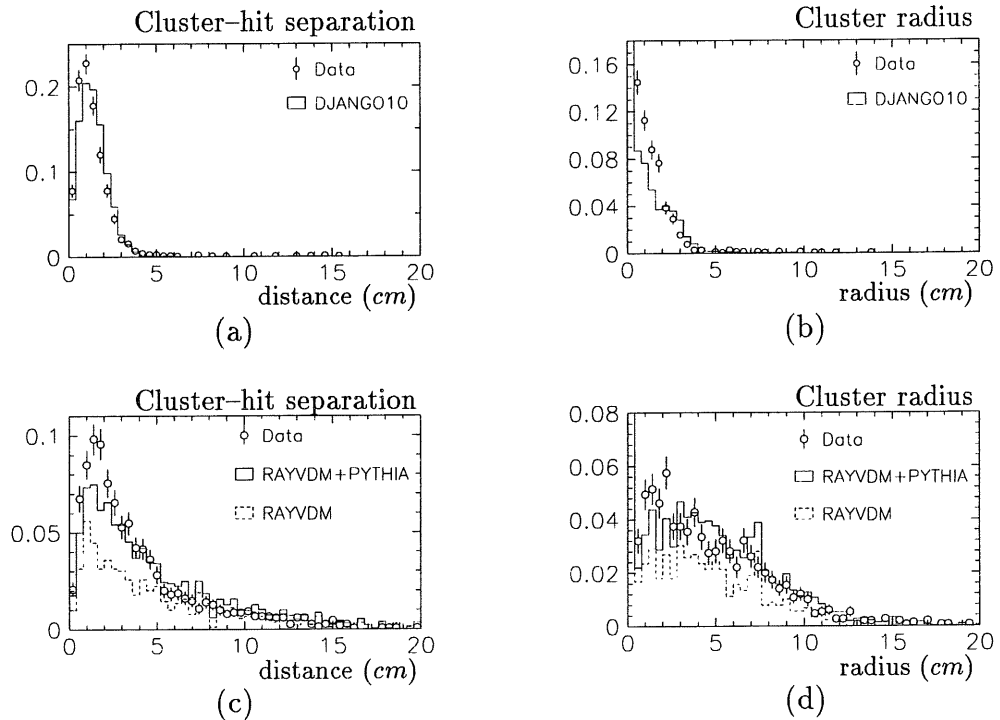 Cluster–hit separation
Data
DJANGO10
0.2
0.1
0
0 5 10 15 20
distance (cm)
(a)
Cluster radius
Data
DJANGO10
0.16
0.12
0.08
0.04
0
0 5 10 15 20
radius (cm)
(b)
Cluster–hit separation
Data
RAYVDM+PYTHIA
RAYVDM
0.1
0.05
0
0 5 10 15 20
distance (cm)
(c)
Cluster radius
Data
RAYVDM+PYTHIA
RAYVDM
0.08
0.06
0.04
0.02
0
0 5 10 15 20
radius (cm)
(d)